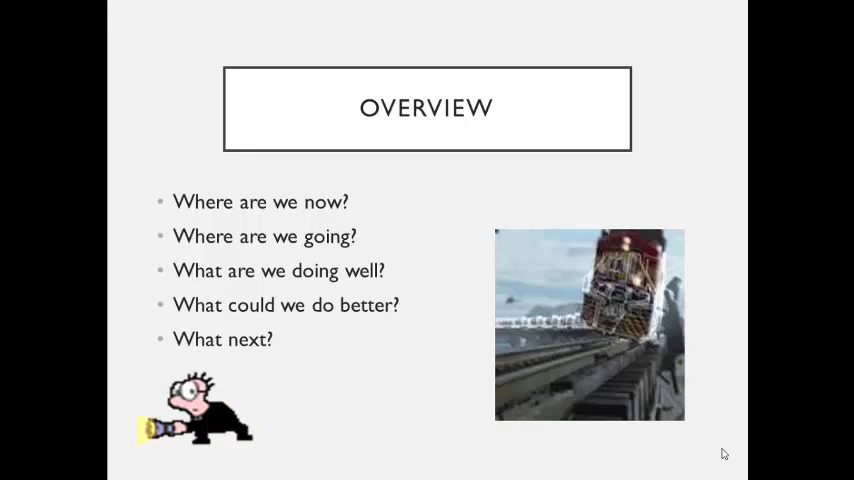 OVERVIEW
• Where are we now?
• Where are we going?
• What are we doing well?
• What could we do better?
• What next?